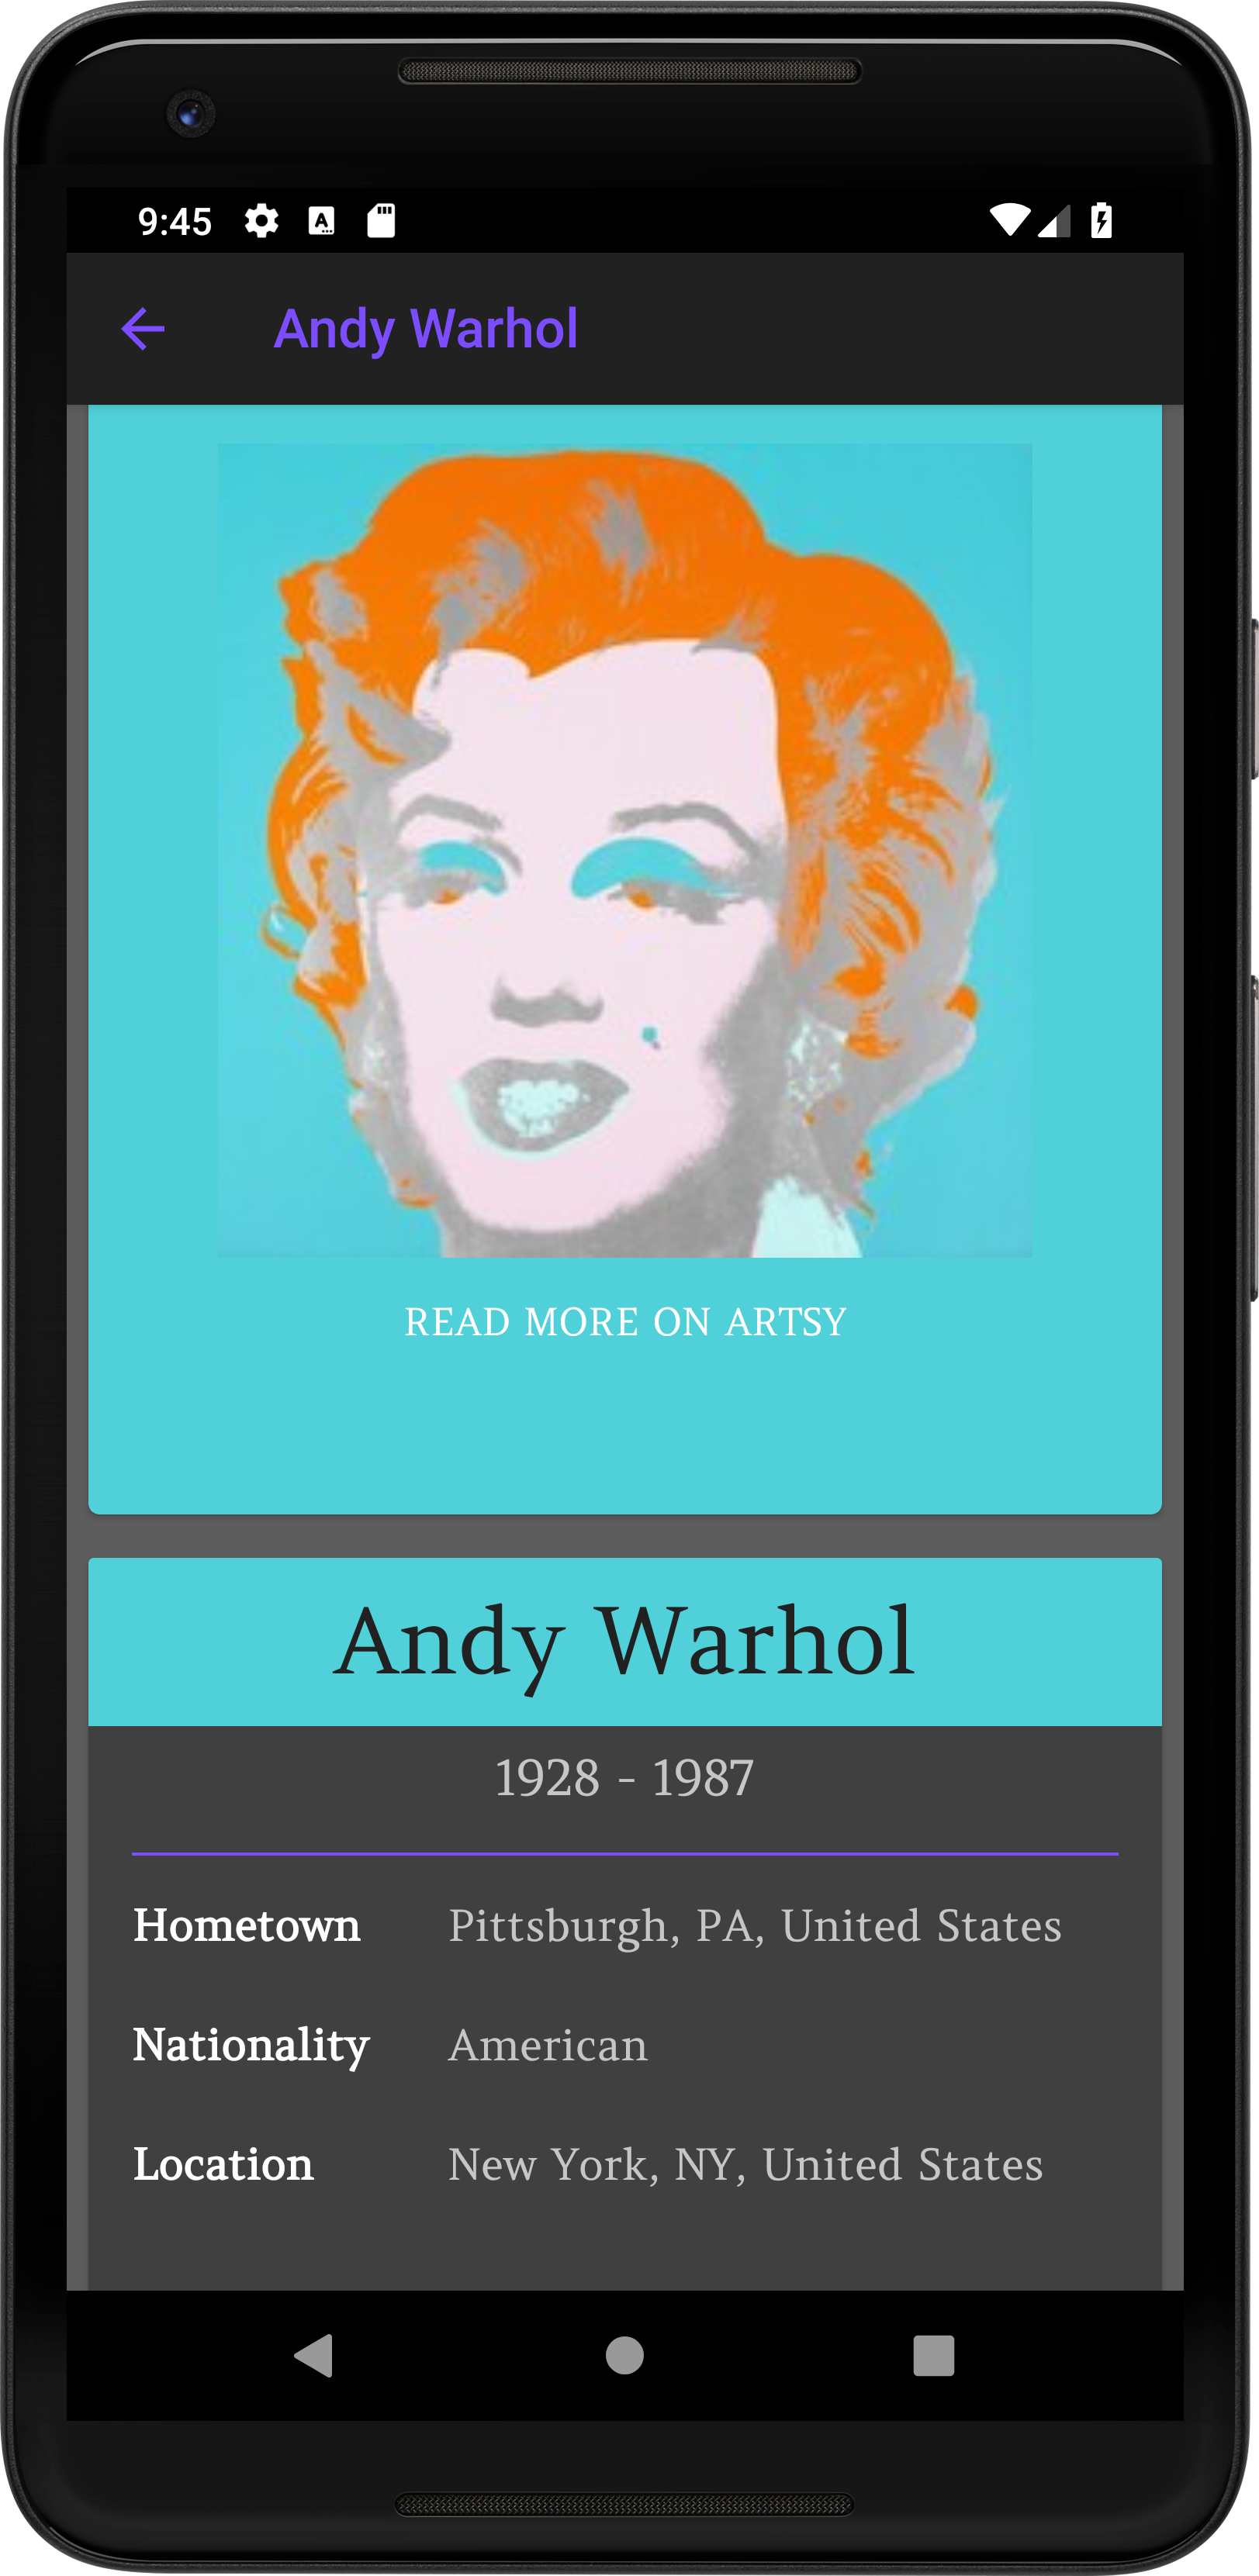 9:45
Andy Warhol
READ MORE ON ARTSY
Andy Warhol
1928 - 1987
Hometown Pittsburgh, PA, United States
Nationality American
Location New York, NY, United States